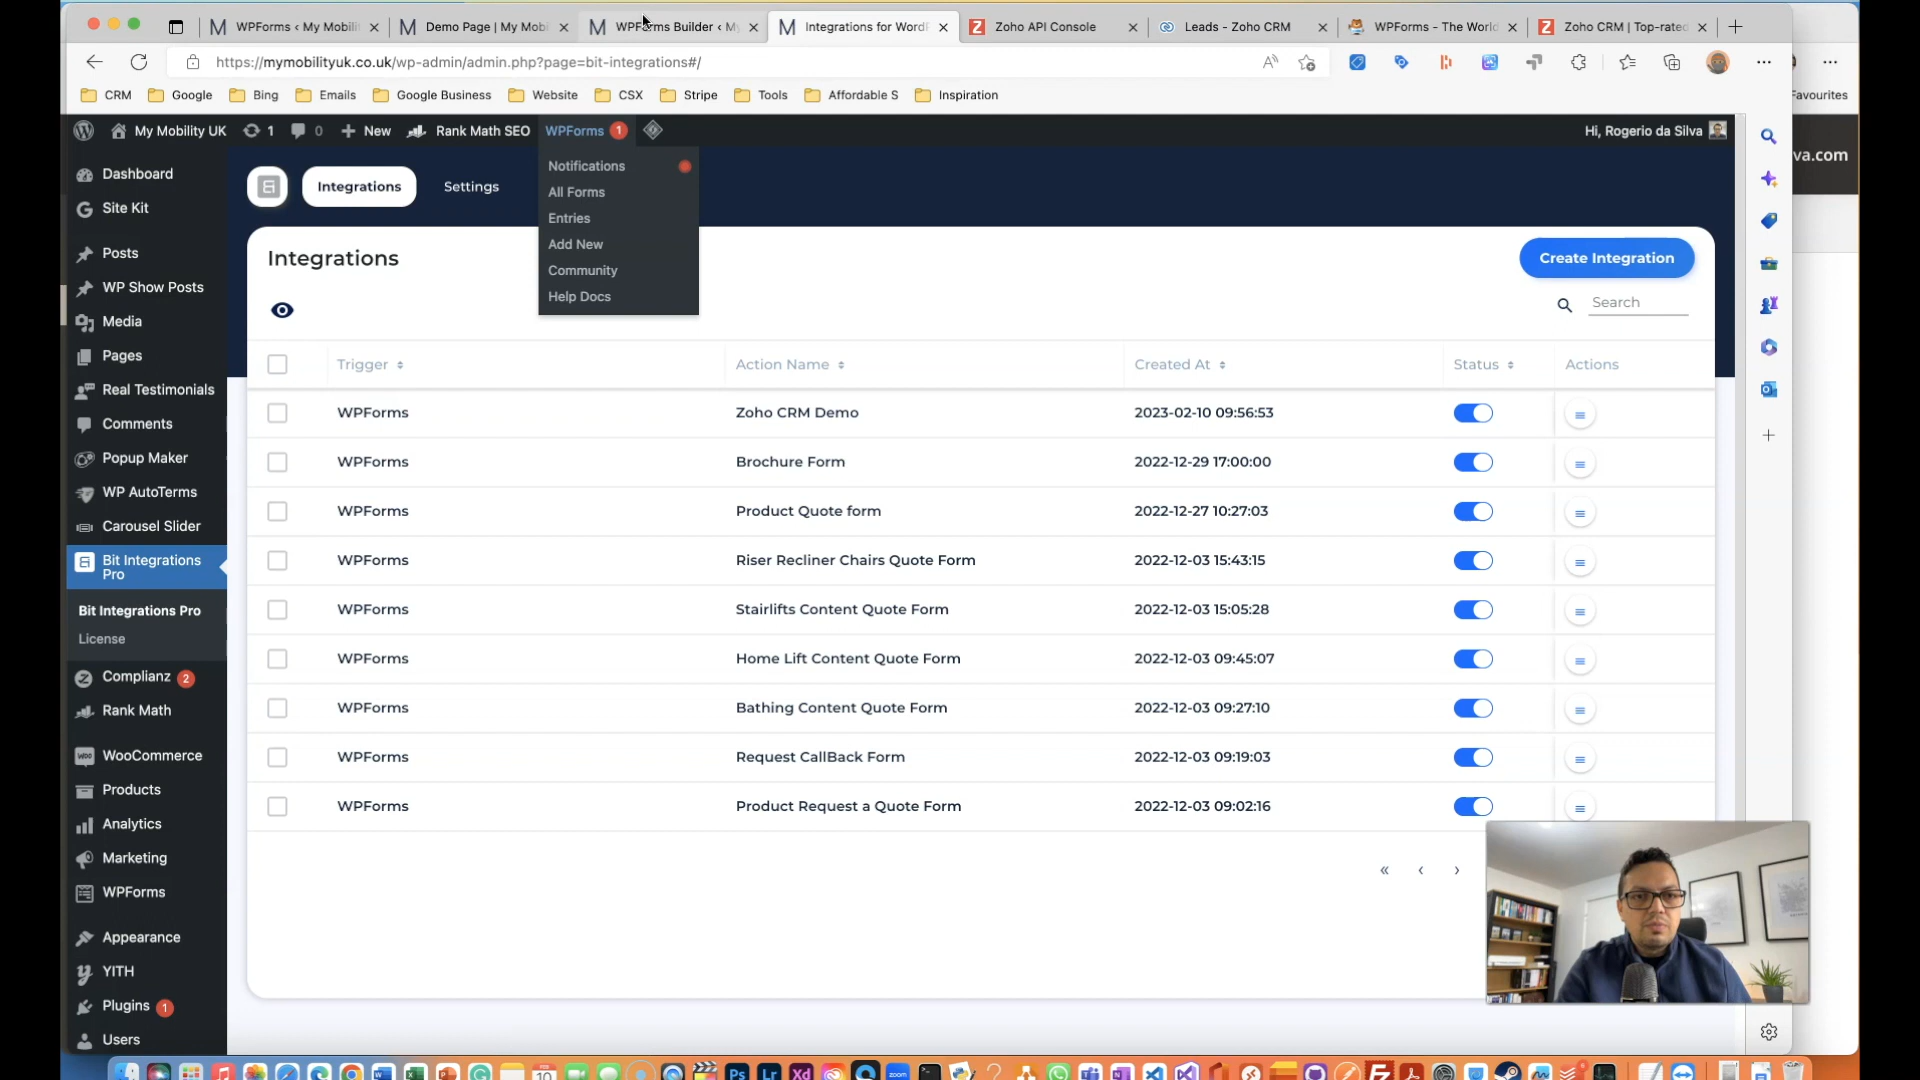 WPForms ‹ My Mobili
Demo Page | My Mobi
WPForms Builder ‹ My
Integrations for WordP
Zoho API Console
Leads - Zoho CRM
WPForms - The World
Zoho CRM | Top-rated
https://mymobilityuk.co.uk/wp-admin/admin.php?page=bit-integrations#/
CRM
Google
Bing
Emails
Google Business
Website
CSX
Stripe
Tools
Affordable S
Inspiration
Favourites
My Mobility UK
1
0
New
Rank Math SEO
WPForms 1
Hi, Rogerio da Silva
va.com
Notifications
All Forms
Entries
Add New
Community
Help Docs
Dashboard
Site Kit
Posts
WP Show Posts
Media
Pages
Real Testimonials
Comments
Popup Maker
WP AutoTerms
Carousel Slider
Bit Integrations
Pro
Bit Integrations Pro
License
Complianz 2
Rank Math
WooCommerce
Products
Analytics
Marketing
WPForms
Appearance
YITH
Plugins 1
Users
Integrations
Settings
Integrations
Create Integration
Search
Trigger Action Name Created At Status Actions
WPForms Zoho CRM Demo 2023-02-10 09:56:53
WPForms Brochure Form 2022-12-29 17:00:00
WPForms Product Quote form 2022-12-27 10:27:03
WPForms Riser Recliner Chairs Quote Form 2022-12-03 15:43:15
WPForms Stairlifts Content Quote Form 2022-12-03 15:05:28
WPForms Home Lift Content Quote Form 2022-12-03 09:45:07
WPForms Bathing Content Quote Form 2022-12-03 09:27:10
WPForms Request CallBack Form 2022-12-03 09:19:03
WPForms Product Request a Quote Form 2022-12-03 09:02:16
« ‹ ›
10
Ps
Lr
Xd
zoom